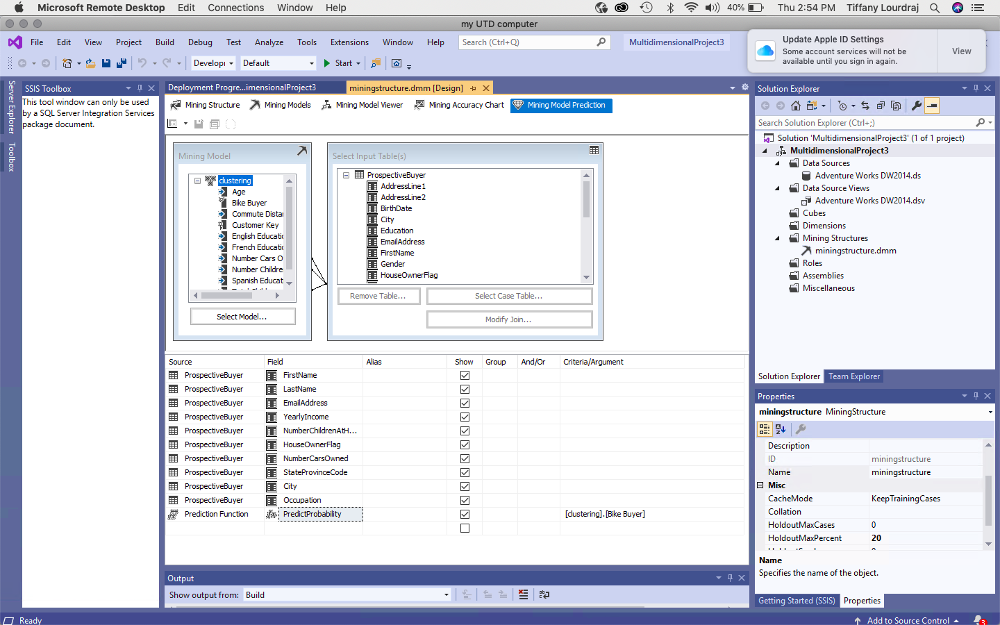 Microsoft Remote Desktop Edit Connections Window Help 40% Thu 2:54 PM Tiffany Lourdraj
my UTD computer
File Edit View Project Build Debug Test Analyze Tools Extensions Window Help Search (Ctrl+Q) MultidimensionalProject3
Update Apple ID Settings
Some account services will not be
available until you sign in again.
View
Developı Default Start
Server Explorer
Toolbox
SSIS Toolbox
This tool window can only be used
by a SQL Server Integration Services
package document.
Deployment Progre...imensionalProject3 miningstructure.dmm [Design]
Mining Structure Mining Models Mining Model Viewer Mining Accuracy Chart Mining Model Prediction
Mining Model
clustering
Age
Bike Buyer
Commute Distar
Customer Key
English Educatio
French Educatic
Number Cars O
Number Childre
Spanish Educat
Select Model...
Select Input Table(s)
ProspectiveBuyer
AddressLine1
AddressLine2
BirthDate
City
Education
EmailAddress
FirstName
Gender
HouseOwnerFlag
Remove Table... Select Case Table...
Modify Join...
Source Field Alias Show Group And/Or Criteria/Argument
ProspectiveBuyer FirstName
ProspectiveBuyer LastName
ProspectiveBuyer EmailAddress
ProspectiveBuyer YearlyIncome
ProspectiveBuyer NumberChildrenAtH...
ProspectiveBuyer HouseOwnerFlag
ProspectiveBuyer NumberCarsOwned
ProspectiveBuyer StateProvinceCode
ProspectiveBuyer City
ProspectiveBuyer Occupation
Prediction Function PredictProbability [clustering].[Bike Buyer]
Output
Show output from: Build
Solution Explorer
Search Solution Explorer (Ctrl+;)
Solution 'MultidimensionalProject3' (1 of 1 project)
MultidimensionalProject3
Data Sources
Adventure Works DW2014.ds
Data Source Views
Adventure Works DW2014.dsv
Cubes
Dimensions
Mining Structures
miningstructure.dmm
Roles
Assemblies
Miscellaneous
Solution Explorer Team Explorer
Properties
miningstructure MiningStructure
Description
ID miningstructure
Name miningstructure
Misc
CacheMode KeepTrainingCases
Collation
HoldoutMaxCases 0
HoldoutMaxPercent 20
Name
Specifies the name of the object.
Getting Started (SSIS) Properties
Ready Add to Source Control 3